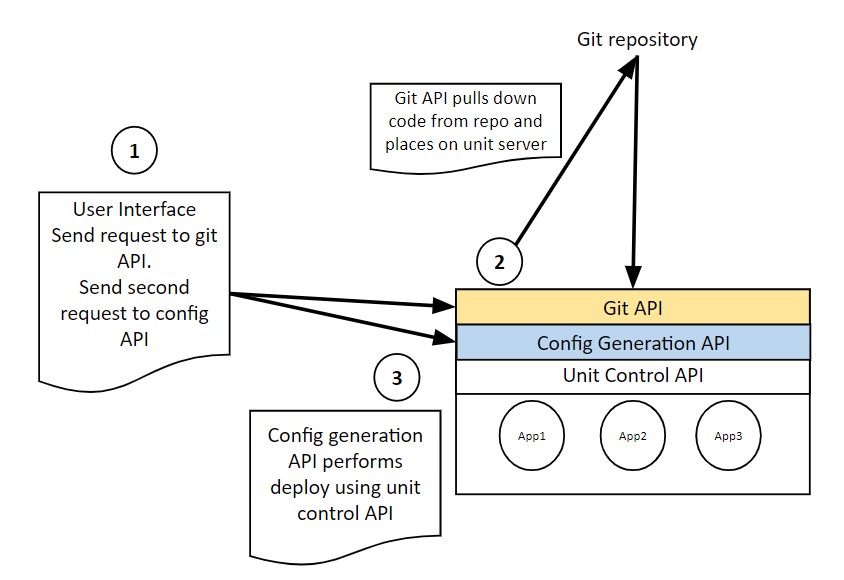 Git repository
Git API pulls down
code from repo and
places on unit server
1
User Interface
Send request to git
API.
Send second
request to config
API
2
Git API
Config Generation API
Unit Control API
3
App1
App2
App3
Config generation
API performs
deploy using unit
control API